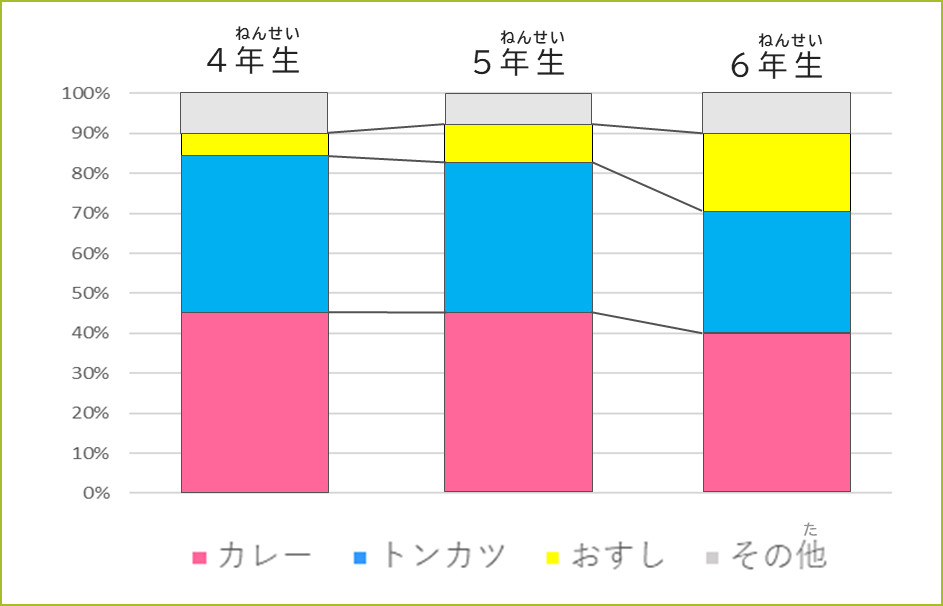 ねんせい ねんせい ねんせい
４年生 ５年生 ６年生
100%
90%
80%
70%
60%
50%
40%
30%
20%
10%
0%
た
カレー トンカツ おすし その他